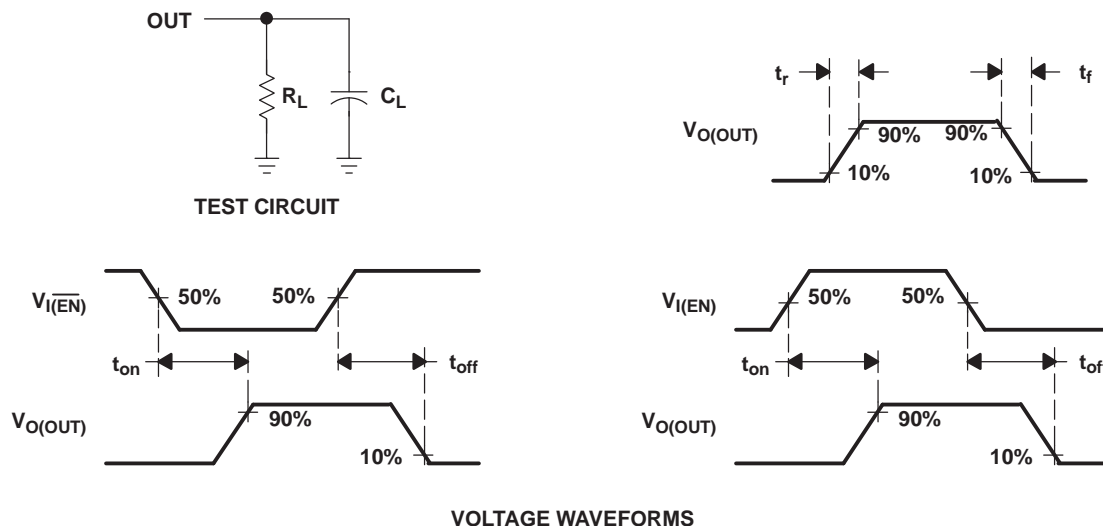 OUT
R_L
C_L
TEST CIRCUIT
t_r
t_f
V_O(OUT)
90%
90%
10%
10%
V_I(E̅N̅)
50%
50%
t_on
t_off
V_O(OUT)
90%
10%
V_I(EN)
50%
50%
t_on
t_of
V_O(OUT)
90%
10%
VOLTAGE WAVEFORMS